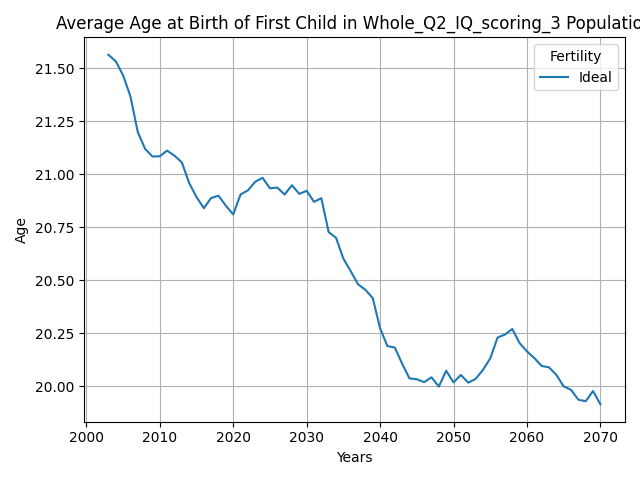 Average Age at Birth of First Child in Whole_Q2_IQ_scoring_3 Populatio
Fertility
Ideal
21.50
21.25
21.00
20.75
20.50
20.25
20.00
Age
2000 2010 2020 2030 2040 2050 2060 2070
Years